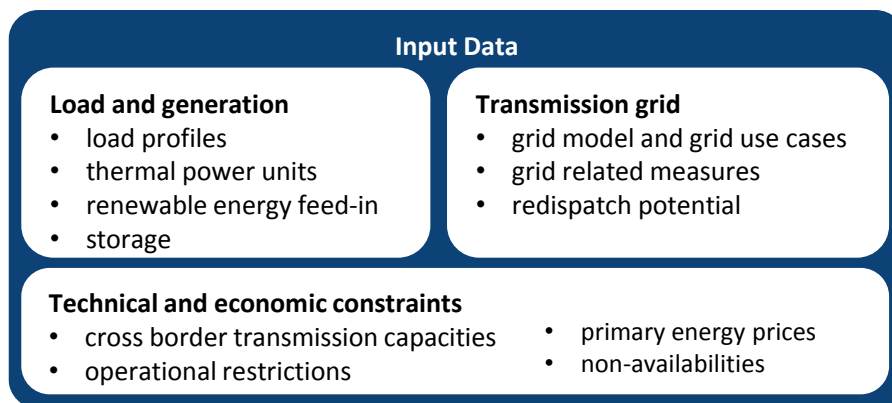 Input Data
Load and generation
• load profiles
• thermal power units
• renewable energy feed-in
• storage
Transmission grid
• grid model and grid use cases
• grid related measures
• redispatch potential
Technical and economic constraints
• cross border transmission capacities
• operational restrictions
• primary energy prices
• non-availabilities